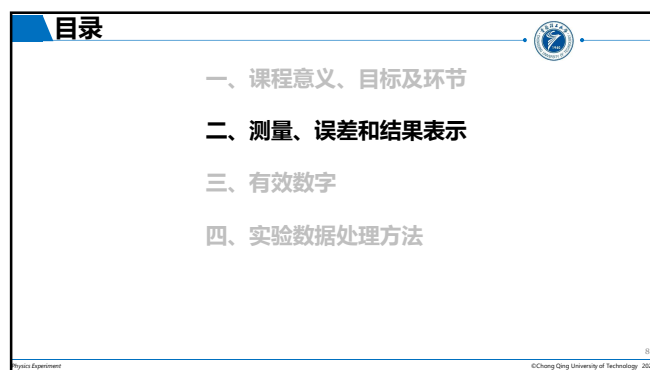 目录
一、课程意义、目标及环节
二、测量、误差和结果表示
三、有效数字
四、实验数据处理方法
8
Physics Experiment
©Chong Qing University of Technology